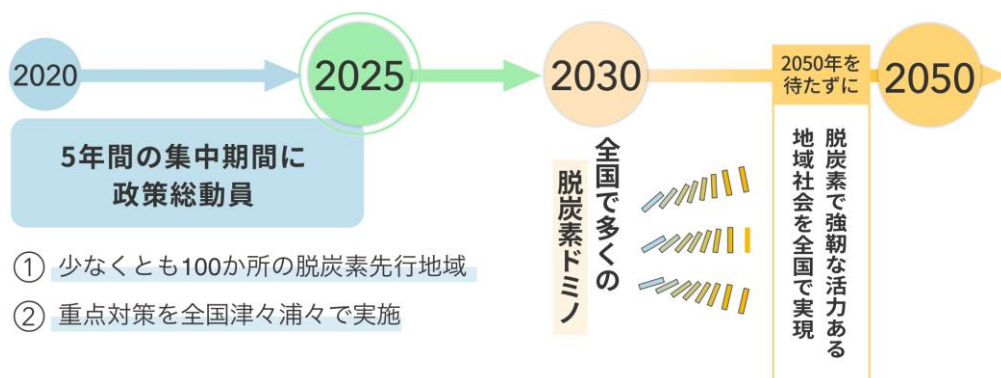 2020
2025
2030
2050年を
待たずに
2050
5年間の集中期間に
政策総動員
① 少なくとも100か所の脱炭素先行地域
② 重点対策を全国津々浦々で実施
全国で多くの
脱炭素ドミノ
脱炭素で強靭な活力ある
地域社会を全国で実現